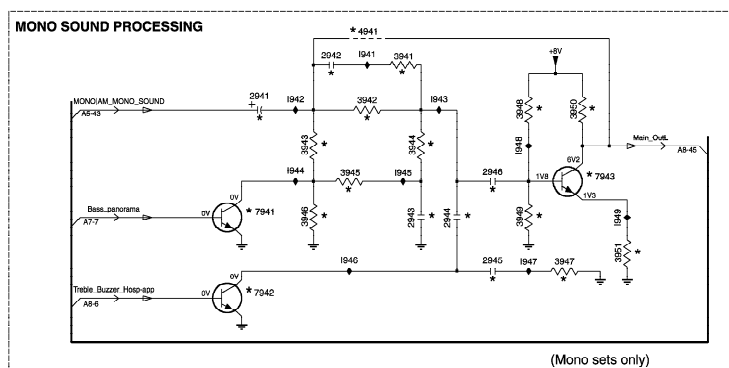 MONO SOUND PROCESSING
* 4941
2942 I941 3941
* *
+8V
MONO|AM_MONO_SOUND
A5-43
2941
+
*
I942 3942 I943
*
3948 * 3950 *
3943 * 3944 *
I948
Main_OutL
A8-45
I944 3945 I945
*
2946
*
6V2
1V8
* 7943
1V3
0V
Bass_panorama
A7-7
0V
* 7941
3946 *
2943 * 2944 *
3949 *
I949
3951 *
I946
2945 I947 3947
* *
0V
Treble_Buzzer_Hosp-app
A8-6
0V
* 7942
(Mono sets only)